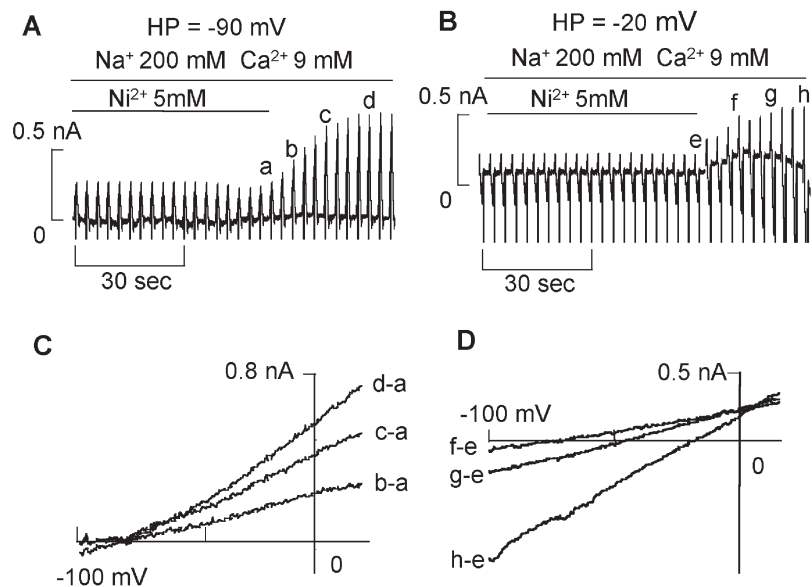 A
HP = -90 mV
Na⁺ 200 mM Ca²⁺ 9 mM
Ni²⁺ 5mM
0.5 nA
0
a
b
c
d
30 sec
B
HP = -20 mV
Na⁺ 200 mM Ca²⁺ 9 mM
Ni²⁺ 5mM
0.5 nA
0
e
f
g
h
30 sec
C
0.8 nA
d-a
c-a
b-a
0
-100 mV
D
0.5 nA
-100 mV
f-e
g-e
h-e
0